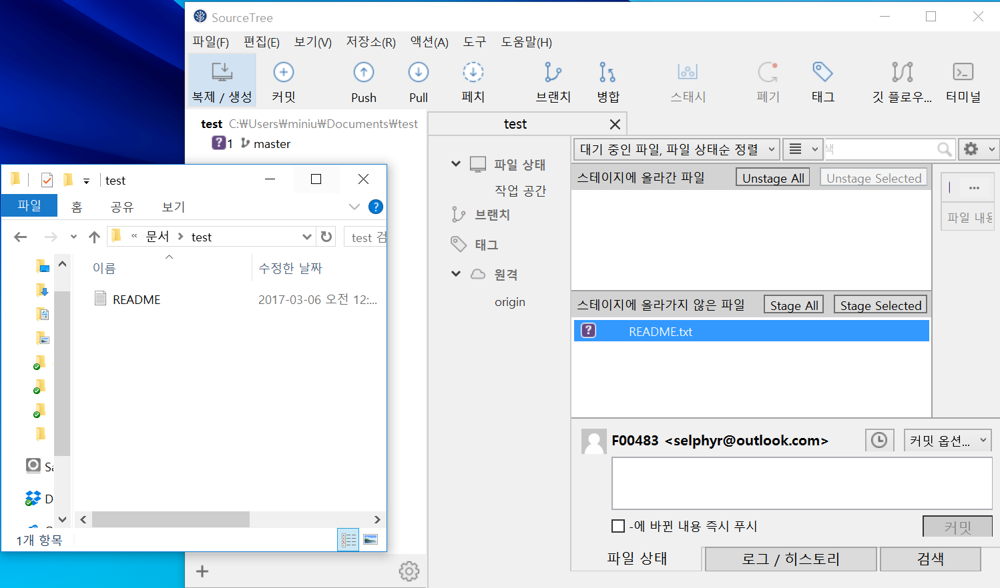 SourceTree
파일(F) 편집(E) 보기(V) 저장소(R) 액션(A) 도구 도움말(H)
복제 / 생성 커밋 Push Pull 페치 브랜치 병합 스태시 폐기 태그 깃 플로우... 터미널
test C:₩Users₩miniu₩Documents₩test
1 master
test
파일 상태
작업 공간
브랜치
태그
원격
origin
대기 중인 파일, 파일 상태순 정렬
색
스테이지에 올라간 파일 Unstage All Unstage Selected
...
파일 내용
스테이지에 올라가지 않은 파일 Stage All Stage Selected
README.txt
F00483 <selphyr@outlook.com>
커밋 옵션...
-에 바뀐 내용 즉시 푸시
커밋
파일 상태 로그 / 히스토리 검색
test
파일 홈 공유 보기
« 문서 > test
test 검
이름 수정한 날짜
README 2017-03-06 오전 12:...
Sa
D
1개 항목